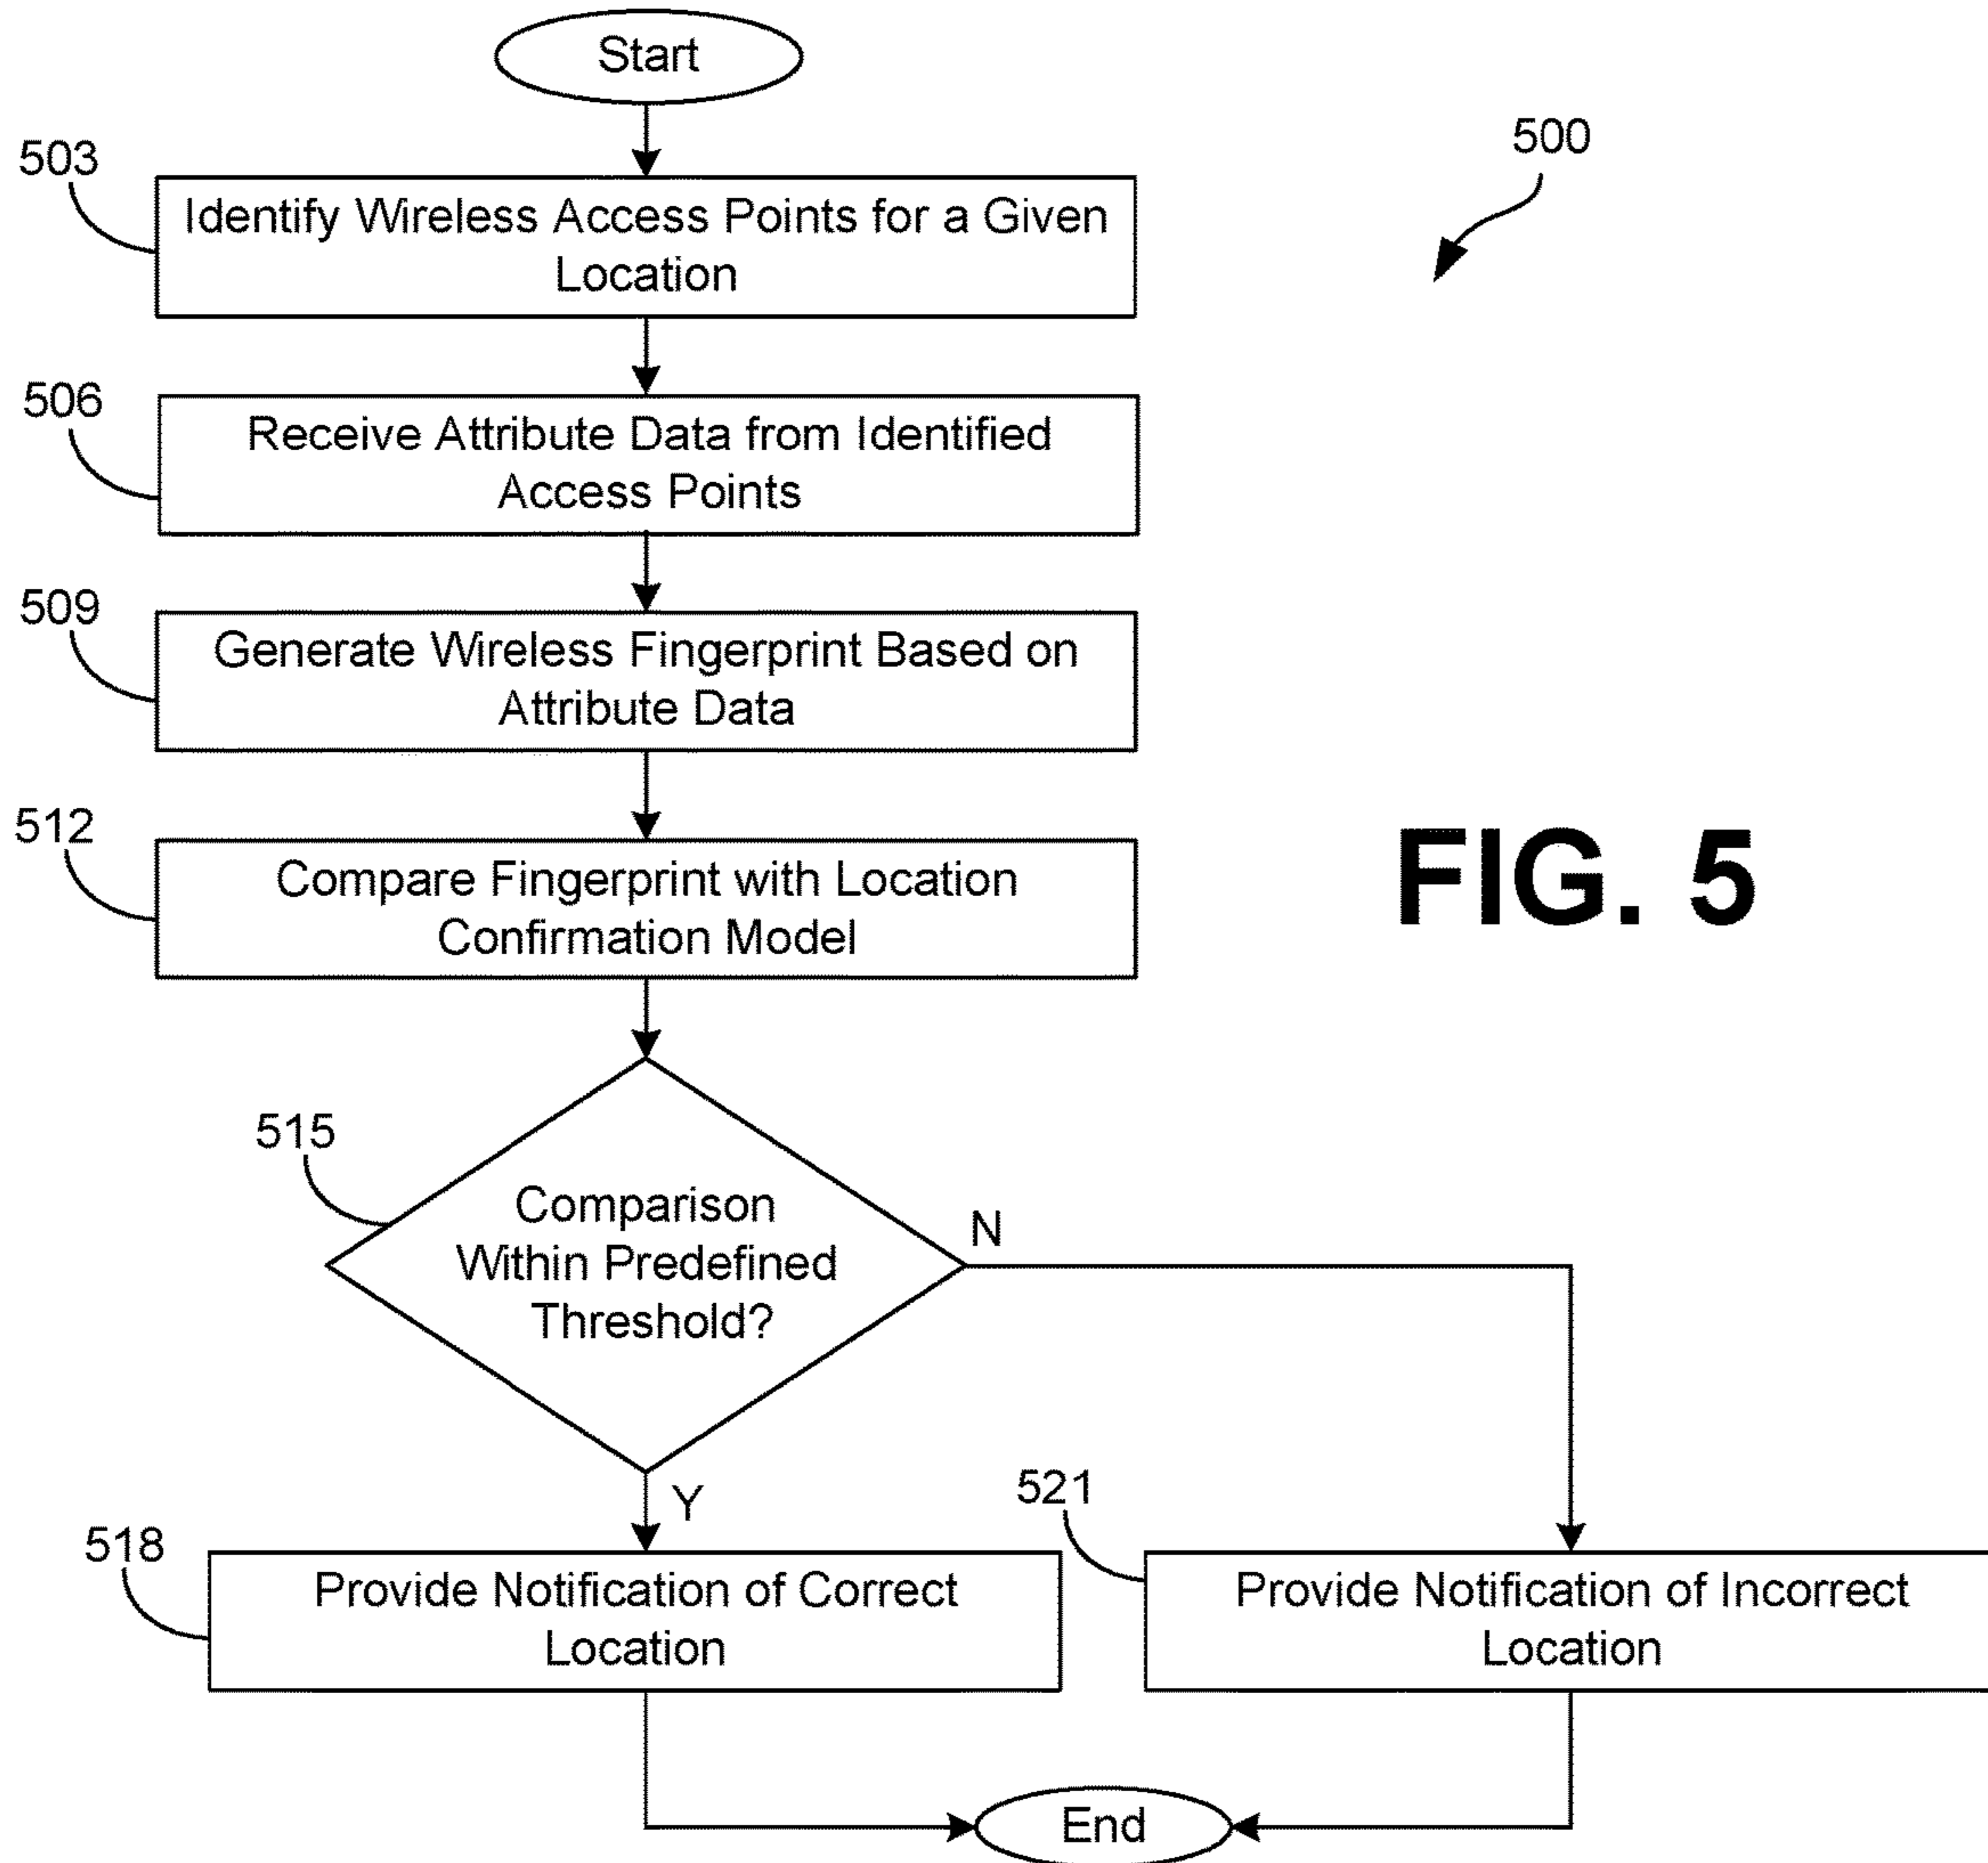 Start
500
503
Identify Wireless Access Points for a Given
Location
506
Receive Attribute Data from Identified
Access Points
509
Generate Wireless Fingerprint Based on
Attribute Data
512
Compare Fingerprint with Location
Confirmation Model
FIG. 5
515
Comparison
Within Predefined
Threshold?
N
Y
518
Provide Notification of Correct
Location
521
Provide Notification of Incorrect
Location
End